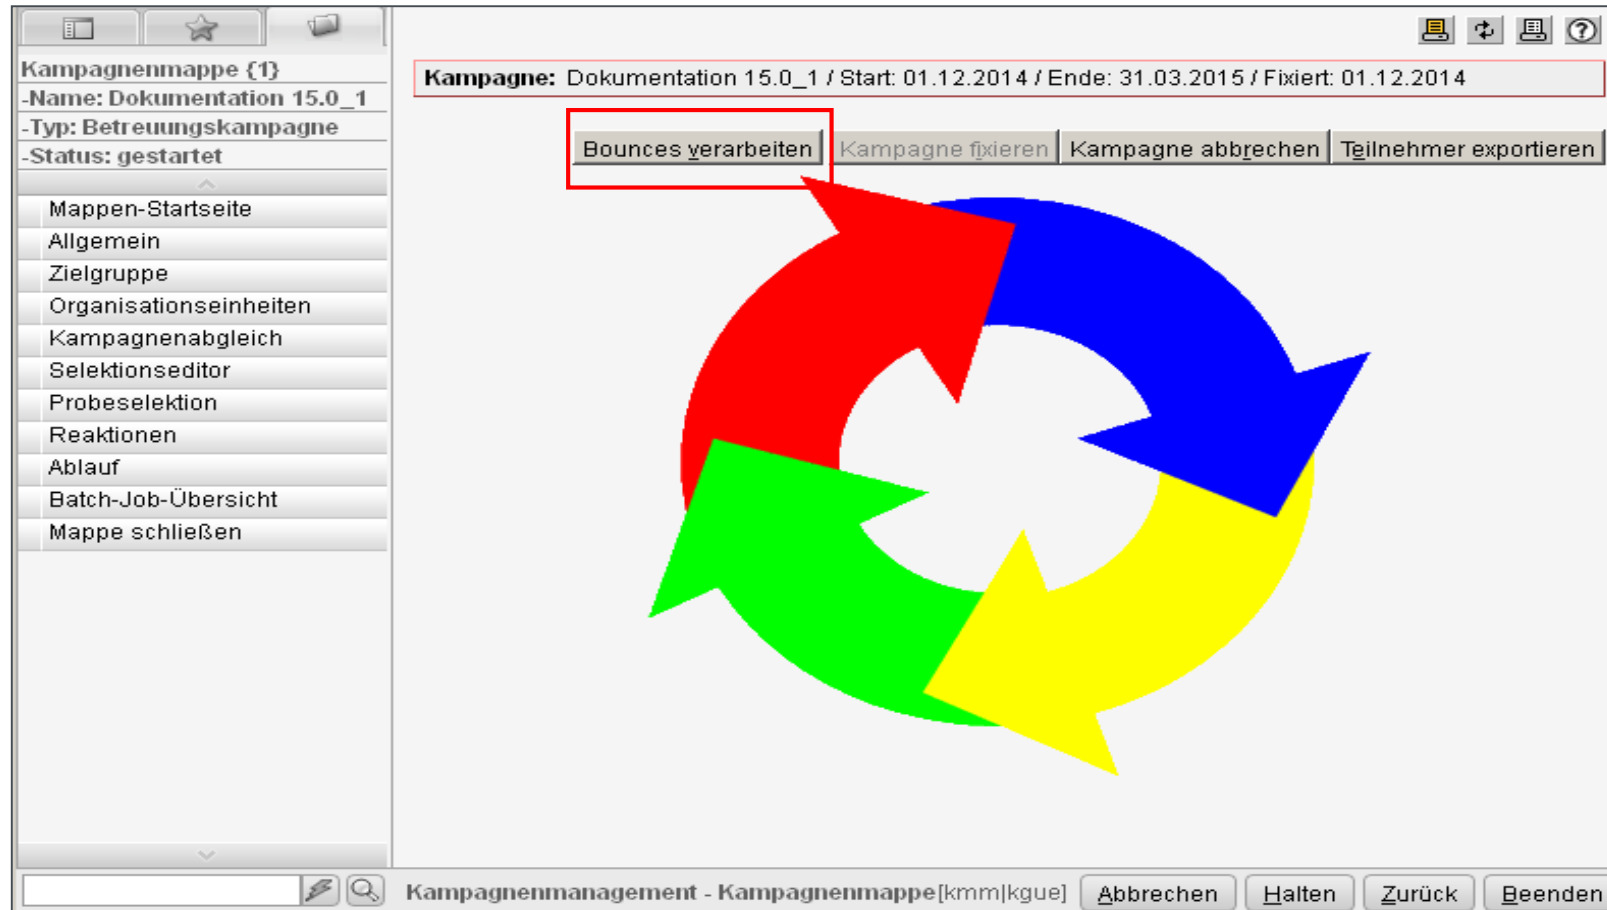 Kampagnenmappe {1}
-Name: Dokumentation 15.0_1
-Typ: Betreuungskampagne
-Status: gestartet
Mappen-Startseite
Allgemein
Zielgruppe
Organisationseinheiten
Kampagnenabgleich
Selektionseditor
Probeselektion
Reaktionen
Ablauf
Batch-Job-Übersicht
Mappe schließen
Kampagne: Dokumentation 15.0_1 / Start: 01.12.2014 / Ende: 31.03.2015 / Fixiert: 01.12.2014
Bounces verarbeiten Kampagne fixieren Kampagne abbrechen Teilnehmer exportieren
Kampagnenmanagement - Kampagnenmappe[kmm|kgue] Abbrechen Halten Zurück Beenden